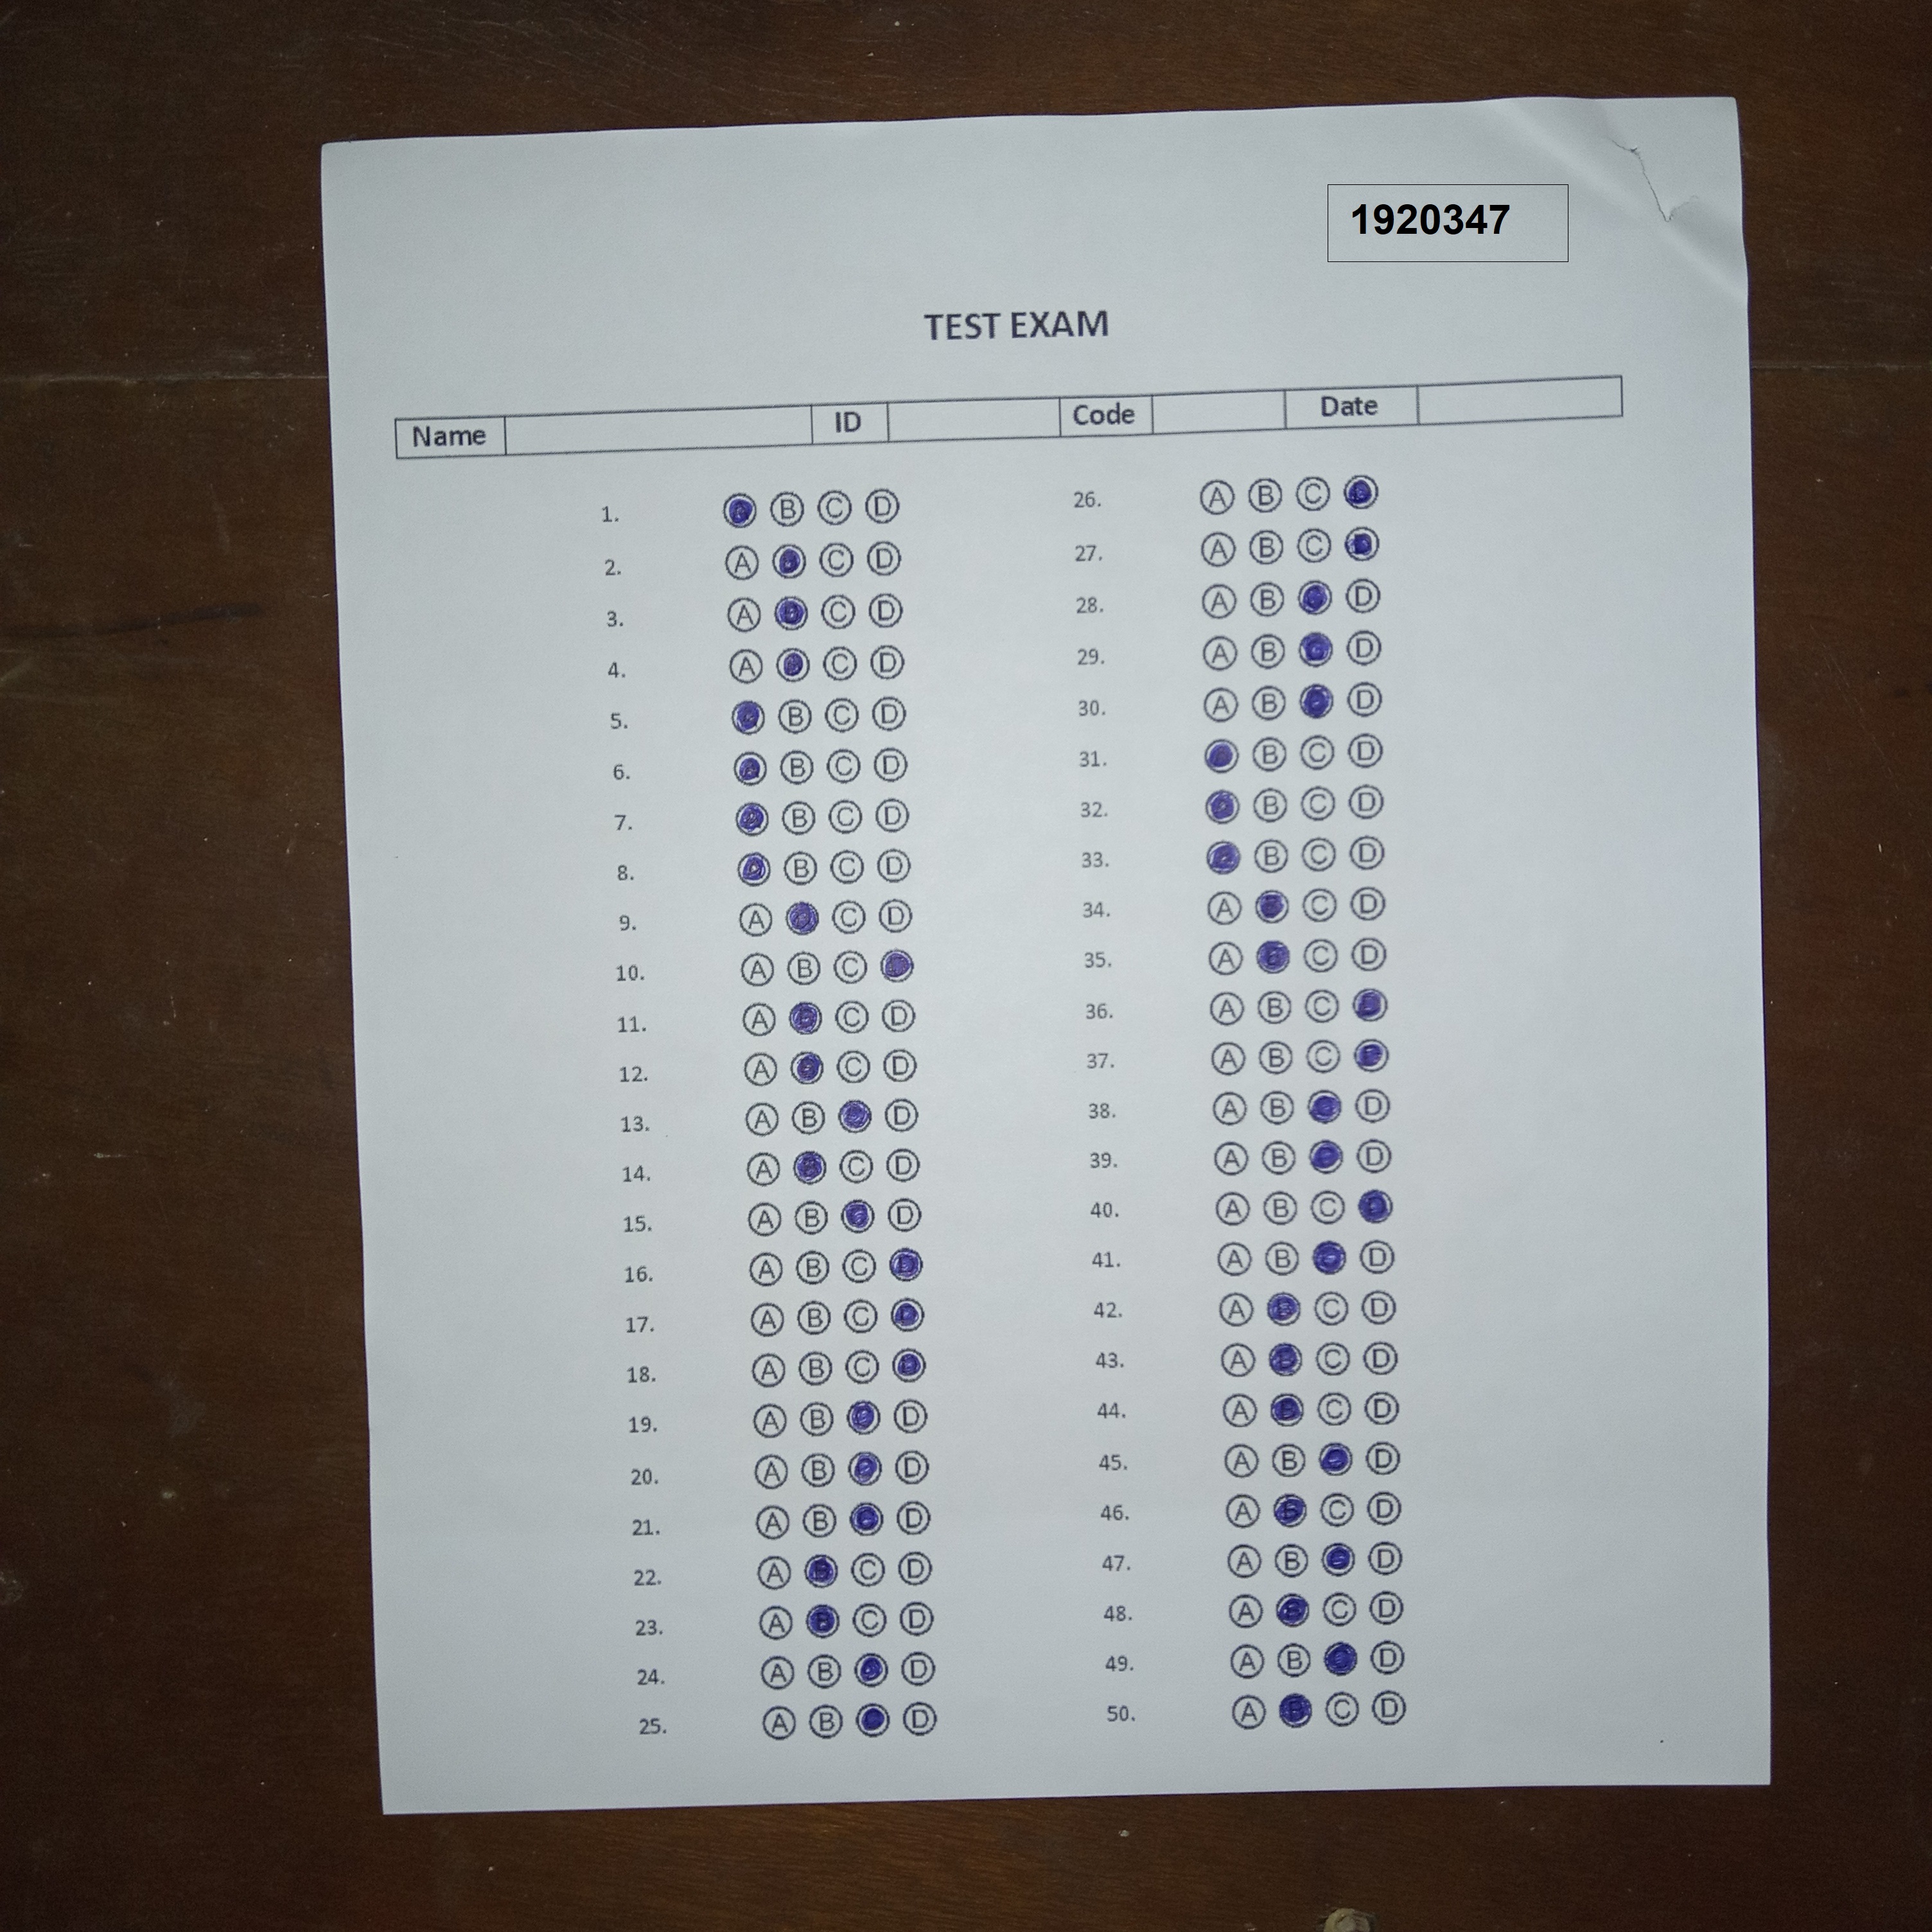 1920347
TEST EXAM
Name ID Code Date
1. A B C D 26. A B C D
2. A B C D 27. A B C D
3. A B C D 28. A B C D
4. A B C D 29. A B C D
5. A B C D 30. A B C D
6. A B C D 31. A B C D
7. A B C D 32. A B C D
8. A B C D 33. A B C D
9. A B C D 34. A B C D
10. A B C D 35. A B C D
11. A B C D 36. A B C D
12. A B C D 37. A B C D
13. A B C D 38. A B C D
14. A B C D 39. A B C D
15. A B C D 40. A B C D
16. A B C D 41. A B C D
17. A B C D 42. A B C D
18. A B C D 43. A B C D
19. A B C D 44. A B C D
20. A B C D 45. A B C D
21. A B C D 46. A B C D
22. A B C D 47. A B C D
23. A B C D 48. A B C D
24. A B C D 49. A B C D
25. A B C D 50. A B C D